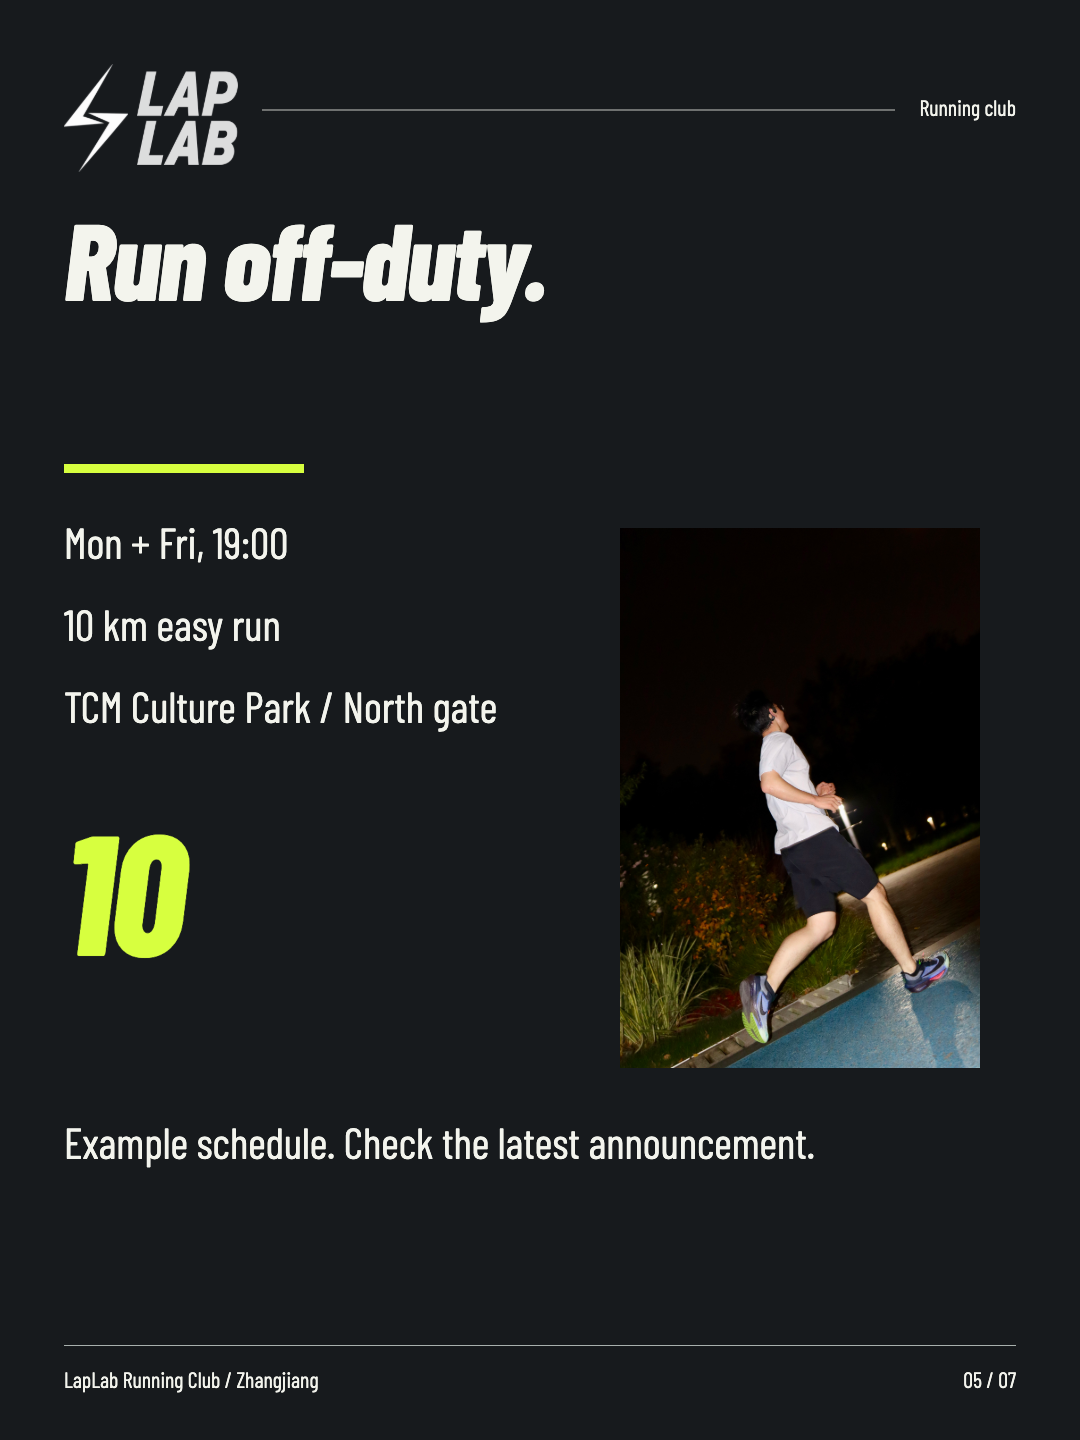 LAP
LAB
Running club
Run off-duty.
Mon + Fri, 19:00
10 km easy run
TCM Culture Park / North gate
10
Example schedule. Check the latest announcement.
LapLab Running Club / Zhangjiang
05 / 07